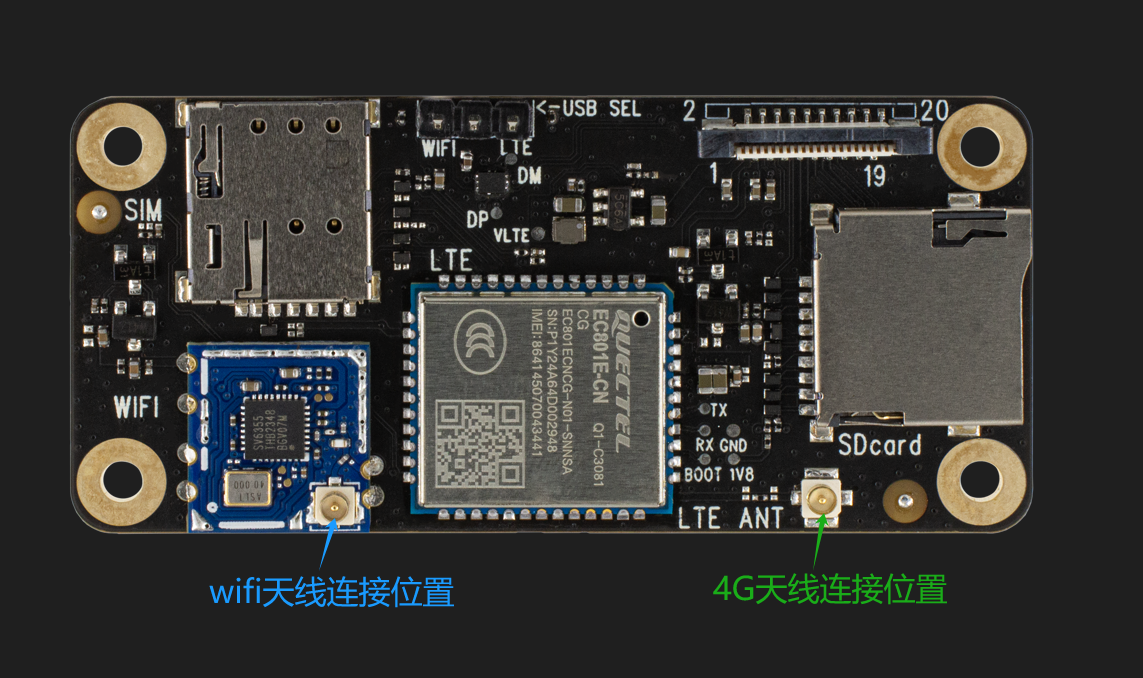 <-USB SEL
2
20
WIFI
LTE
1
19
DM
SIM
DP
VLTE
5C6A
LTE
QUECTEL
EC801E-CN Q1-C3081
CG
EC801ECNCG-N01-SNNSA
SN:P1Y24A64D002948
IMEI:864145070043441
WIFI
SV6355
THB2348
TX
RX GND
BOOT 1V8
SDcard
LTE ANT
wifi天线连接位置
4G天线连接位置